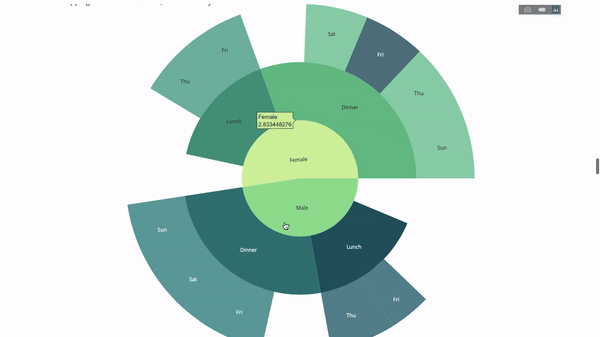 Sat
Fri
Fri
Thu
Thu
Dinner
Lunch
Female
2.833448276
Sun
Female
Male
Sun
Dinner
Lunch
Sat
Fri
Fri
Thu